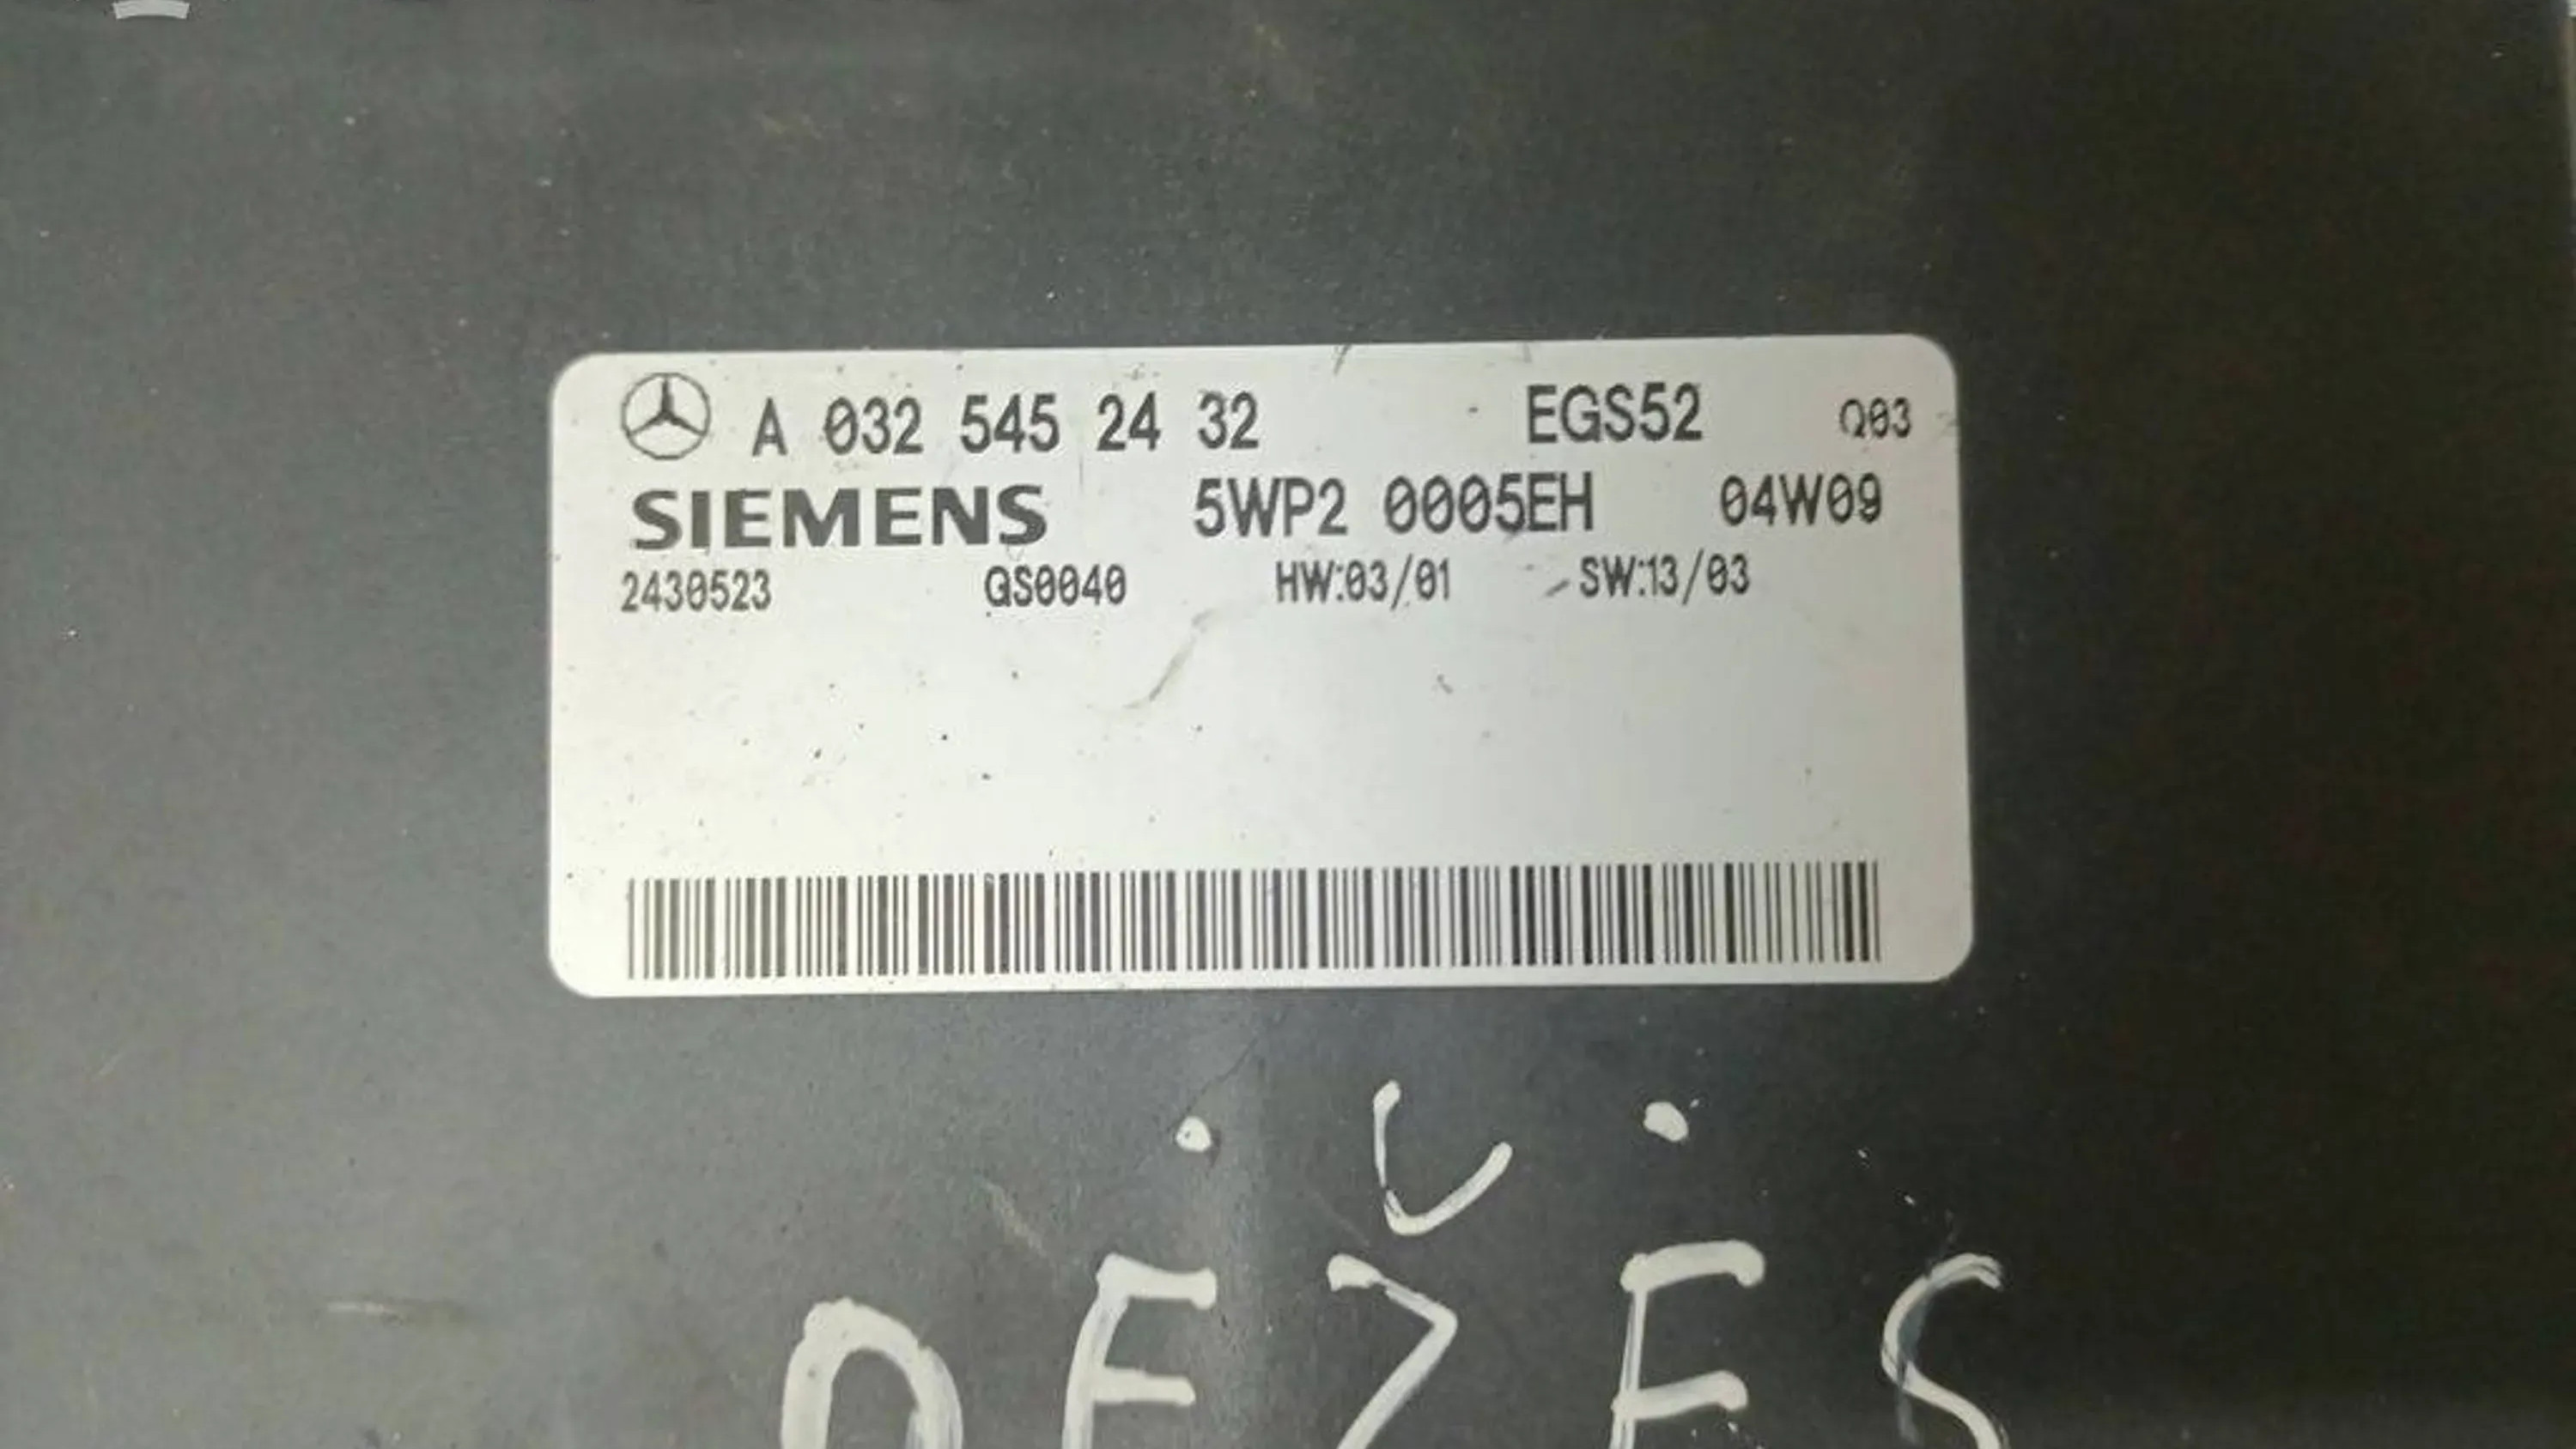 A 032 545 24 32 EGS52 Q03
SIEMENS 5WP2 0005EH 04W09
2430523 QS0040 HW:03/01 SW:13/03